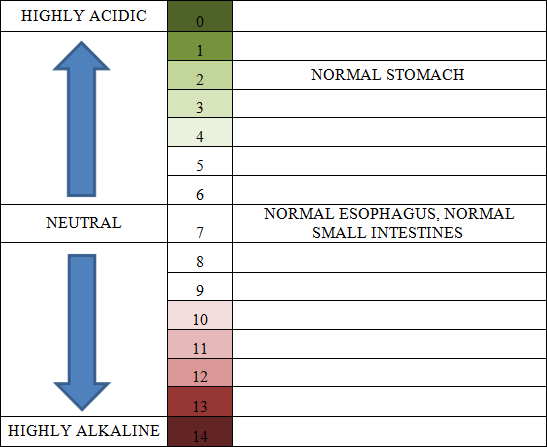 HIGHLY ACIDIC 0
1
2 NORMAL STOMACH
3
4
5
6
NEUTRAL 7 NORMAL ESOPHAGUS, NORMAL
SMALL INTESTINES
8
9
10
11
12
13
HIGHLY ALKALINE 14